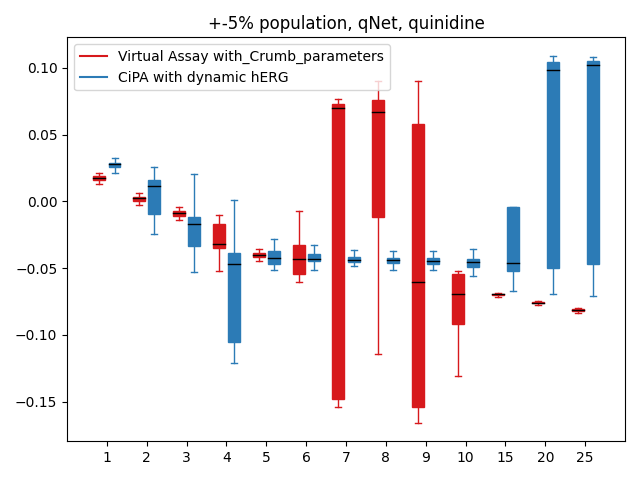 +-5% population, qNet, quinidine
Virtual Assay with_Crumb_parameters
CiPA with dynamic hERG
0.10
0.05
0.00
−0.05
−0.10
−0.15
1 2 3 4 5 6 7 8 9 10 15 20 25